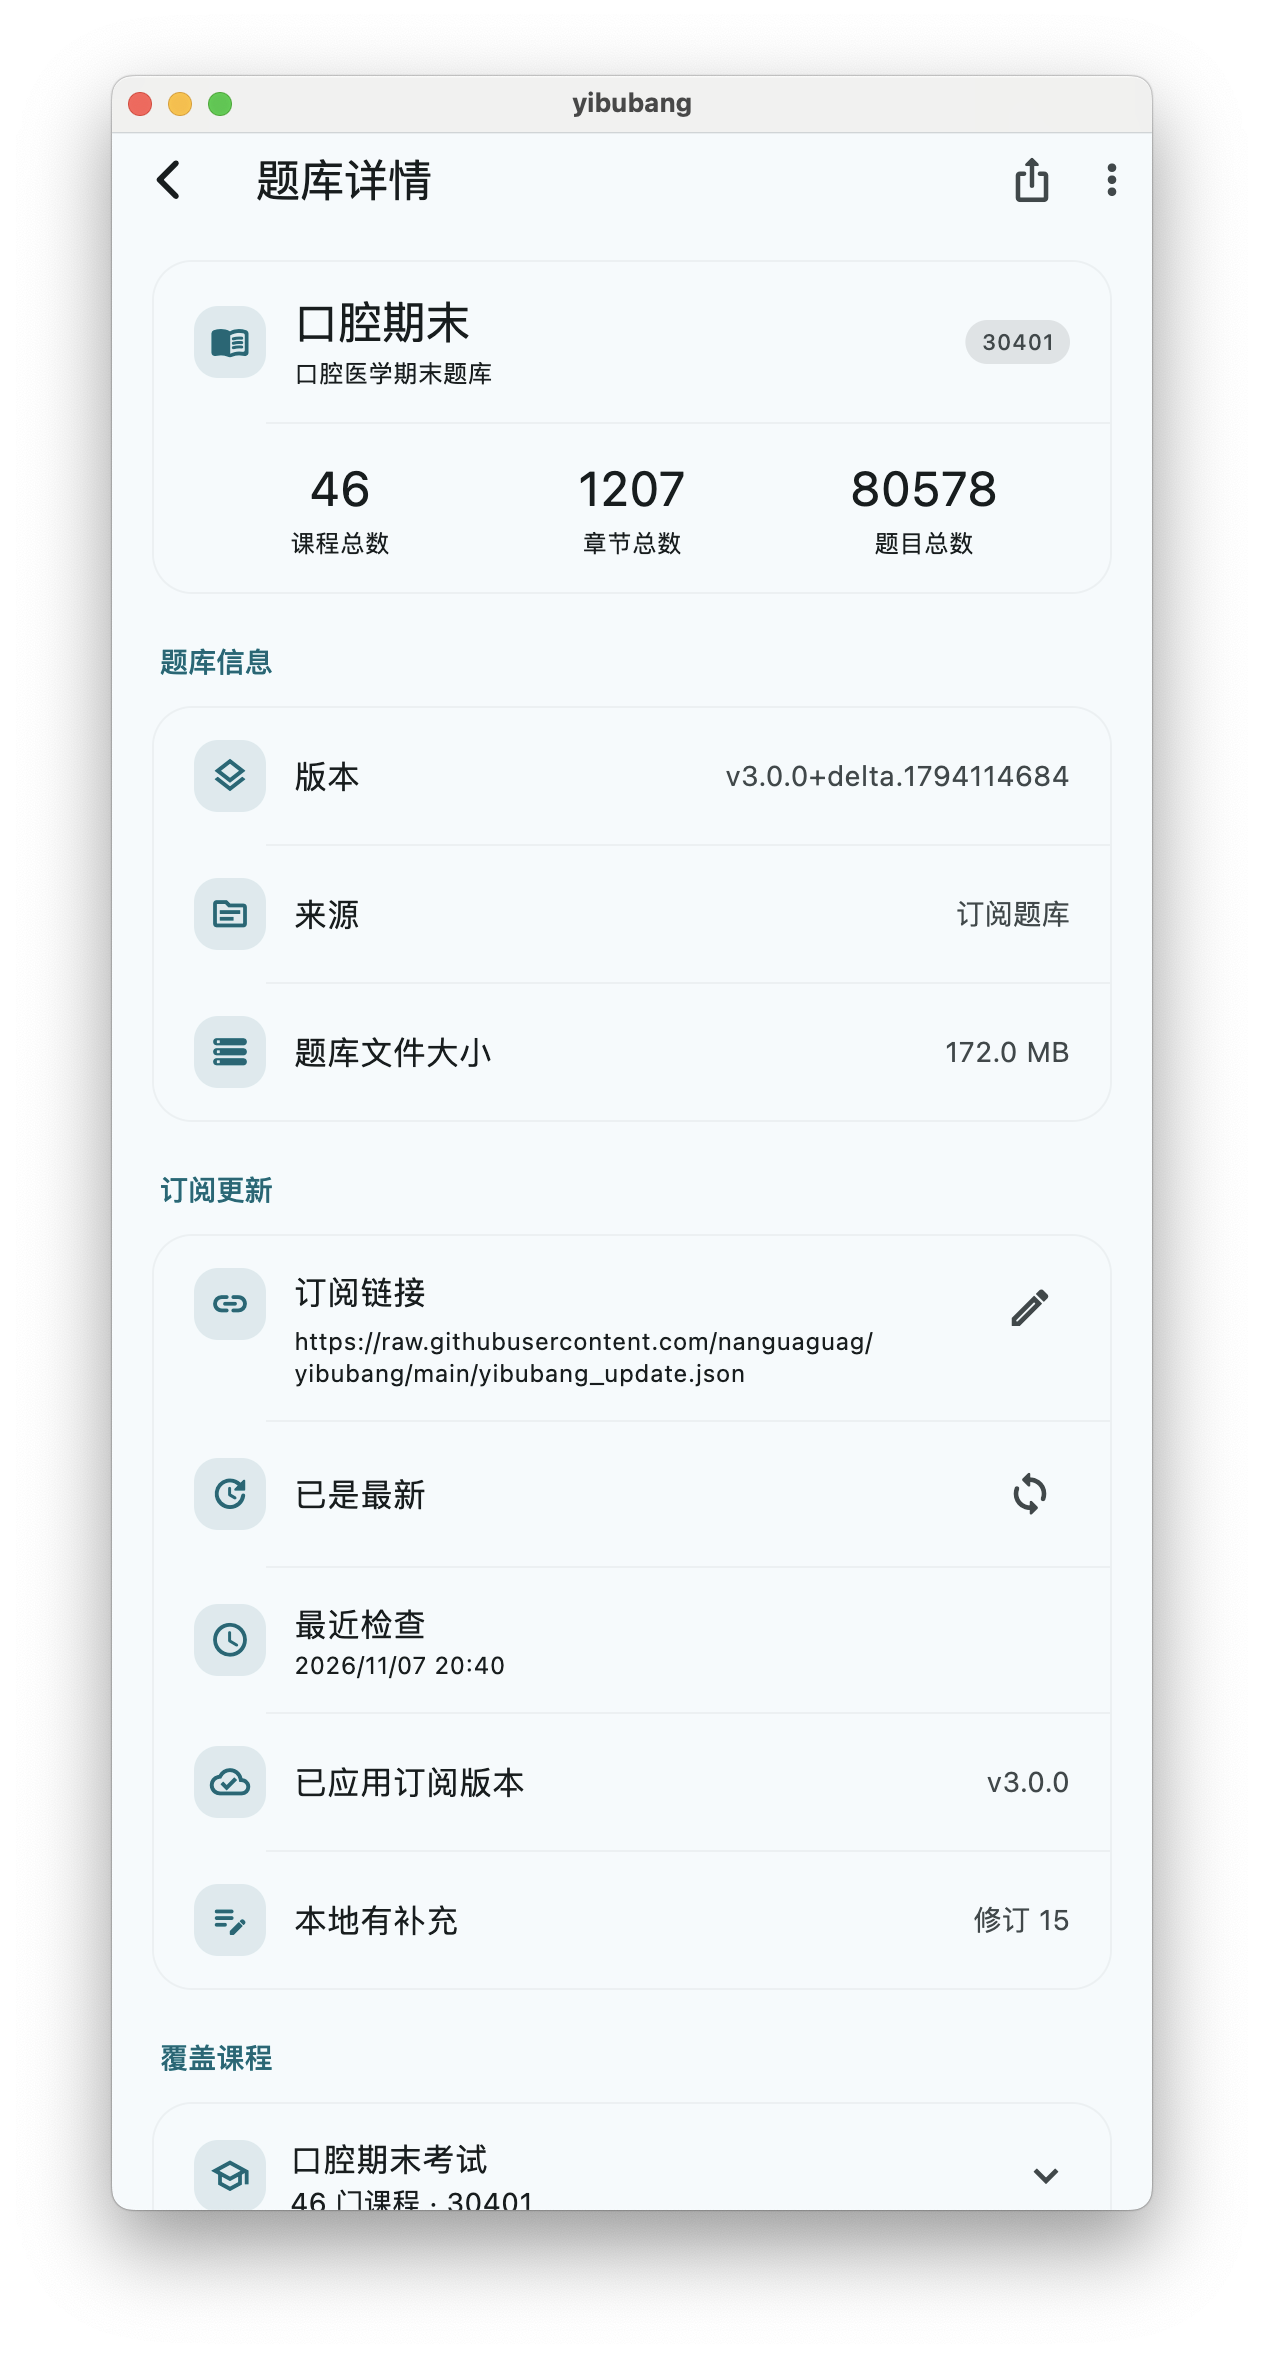 yibubang
题库详情
口腔期末
口腔医学期末题库
30401
46
1207
80578
课程总数
章节总数
题目总数
题库信息
版本
v3.0.0+delta.1794114684
来源
订阅题库
题库文件大小
172.0 MB
订阅更新
订阅链接
https://raw.githubusercontent.com/nanguaguag/
yibubang/main/yibubang_update.json
已是最新
最近检查
2026/11/07 20:40
已应用订阅版本
v3.0.0
本地有补充
修订 15
覆盖课程
口腔期末考试
46 门课程 · 30401